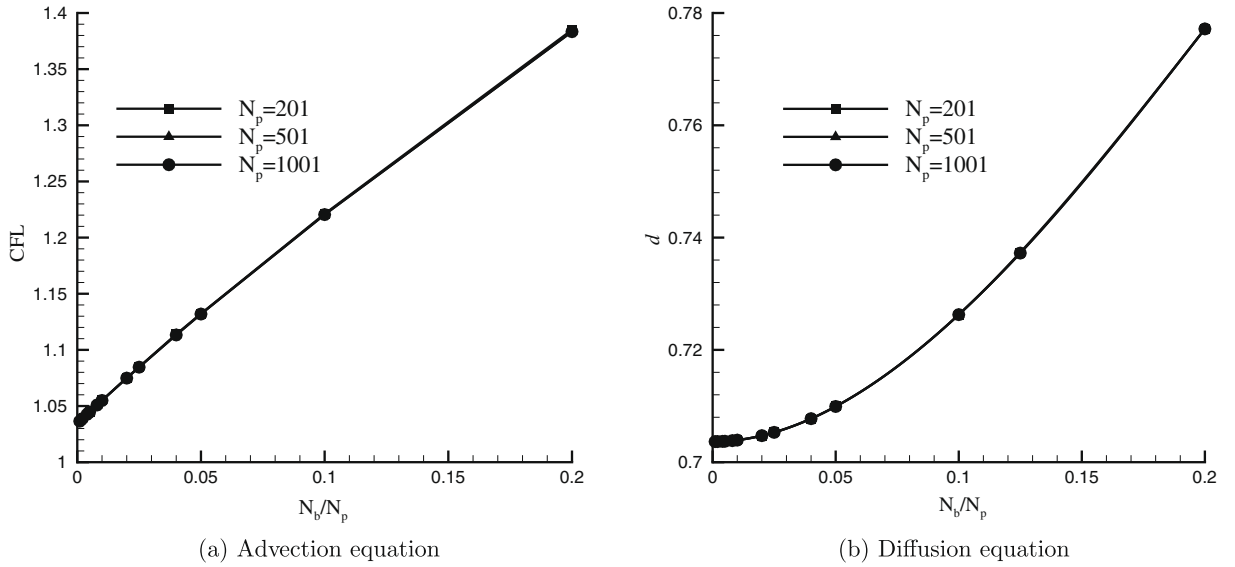 1.4
1.35
1.3
1.25
1.2
1.15
1.1
1.05
1
CFL
N_p=201
N_p=501
N_p=1001
0 0.05 0.1 0.15 0.2
N_b/N_p
(a) Advection equation
0.78
0.76
0.74
0.72
0.7
d
N_p=201
N_p=501
N_p=1001
0 0.05 0.1 0.15 0.2
N_b/N_p
(b) Diffusion equation